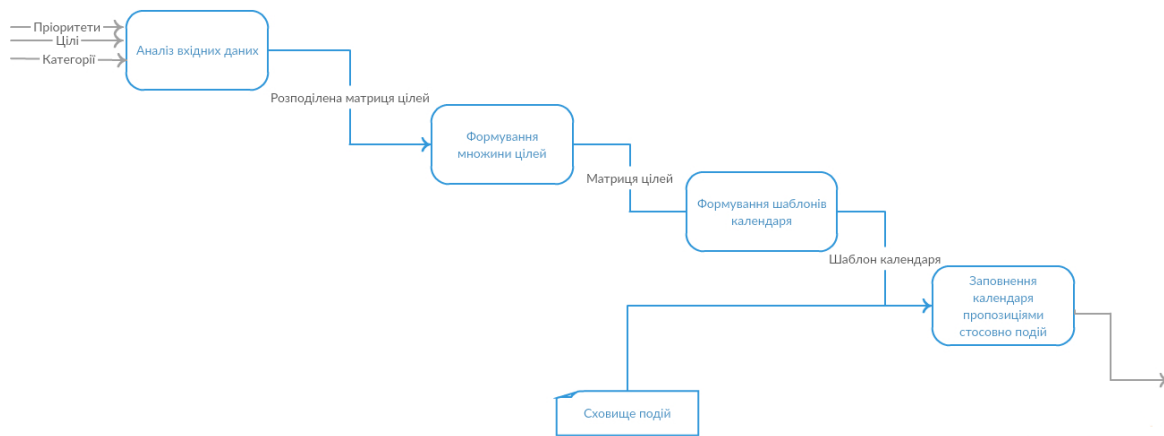 Пріоритети
Цілі
Категорії
Аналіз вхідних даних
Розподілена матриця цілей
Формування
множини цілей
Матриця цілей
Формування шаблонів
календаря
Шаблон календаря
Заповнення
календаря
пропозиціями
стосовно подій
Сховище подій